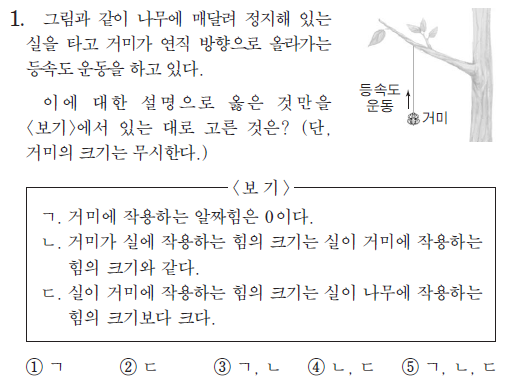 1. 그림과 같이 나무에 매달려 정지해 있는
실을 타고 거미가 연직 방향으로 올라가는
등속도 운동을 하고 있다.
이에 대한 설명으로 옳은 것만을
〈보기〉에서 있는 대로 고른 것은? (단,
거미의 크기는 무시한다.)
등속도
운동
거미
〈보 기〉
ㄱ. 거미에 작용하는 알짜힘은 0이다.
ㄴ. 거미가 실에 작용하는 힘의 크기는 실이 거미에 작용하는
힘의 크기와 같다.
ㄷ. 실이 거미에 작용하는 힘의 크기는 실이 나무에 작용하는
힘의 크기보다 크다.
① ㄱ ② ㄷ ③ ㄱ, ㄴ ④ ㄴ, ㄷ ⑤ ㄱ, ㄴ, ㄷ